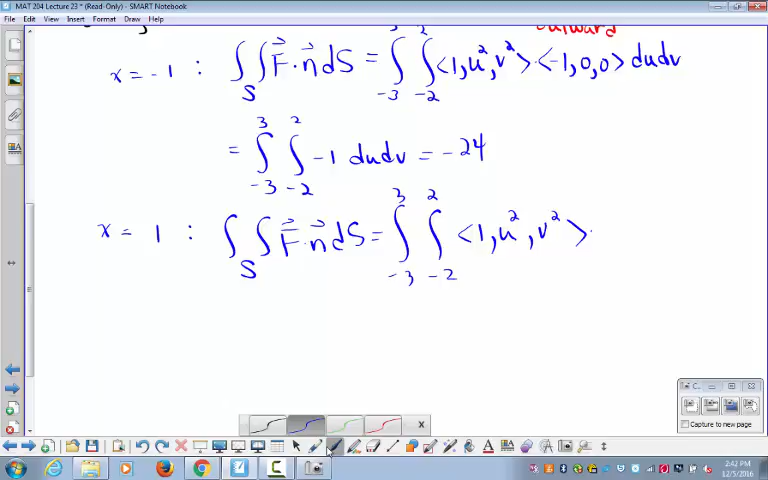 MAT 204 Lecture 23 * (Read-Only) - SMART Notebook
File Edit View Insert Format Draw Help
outward
x = -1 : ∫∫_S F⃗ · n⃗ dS = ∫_{-3}^{3} ∫_{-2}^{2} <1, u², v²> · <-1, 0, 0> du dv
= ∫_{-3}^{3} ∫_{-2}^{2} -1 du dv = -24
x = 1 : ∫∫_S F⃗ · n⃗ dS = ∫_{-3}^{3} ∫_{-2}^{2} <1, u², v²> ·
Capture to new page
2:42 PM
12/5/2016